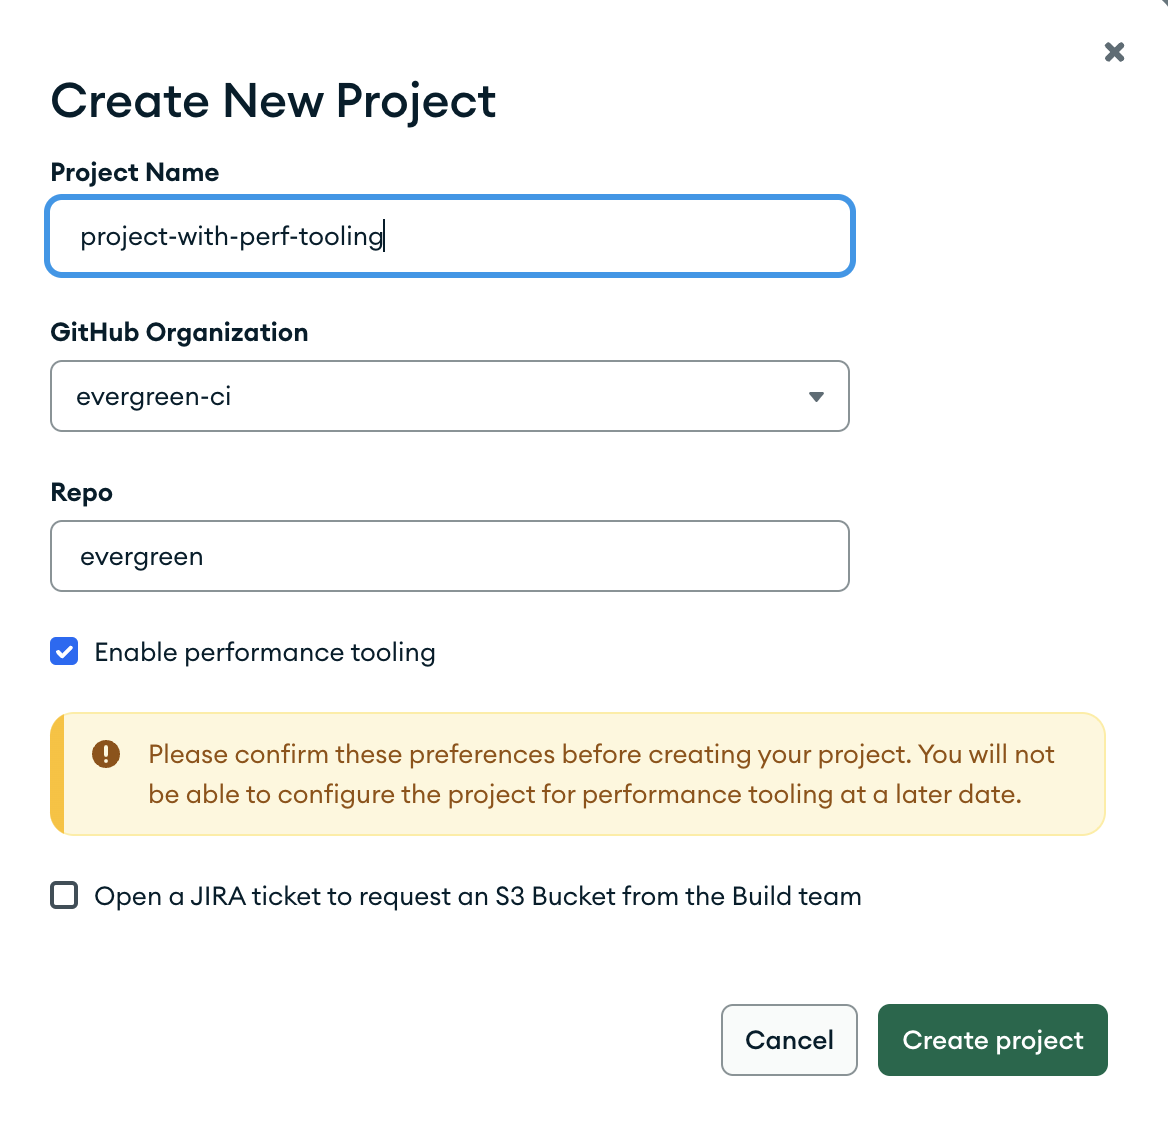 Create New Project
Project Name
project-with-perf-tooling
GitHub Organization
evergreen-ci
Repo
evergreen
Enable performance tooling
Please confirm these preferences before creating your project. You will not
be able to configure the project for performance tooling at a later date.
Open a JIRA ticket to request an S3 Bucket from the Build team
Cancel
Create project